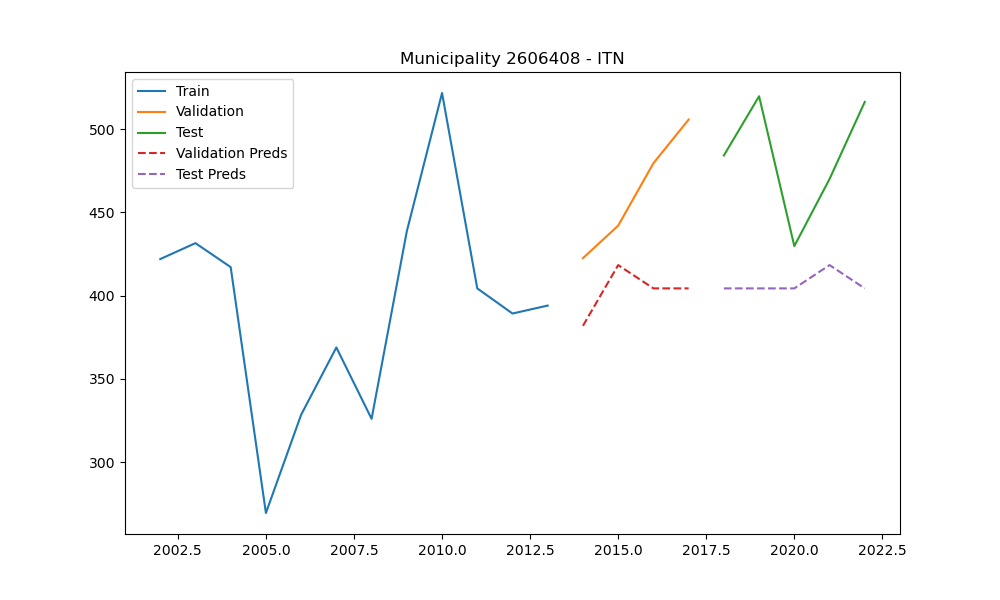 Municipality 2606408 - ITN
Train
Validation
Test
Validation Preds
Test Preds
500
450
400
350
300
2002.5 2005.0 2007.5 2010.0 2012.5 2015.0 2017.5 2020.0 2022.5